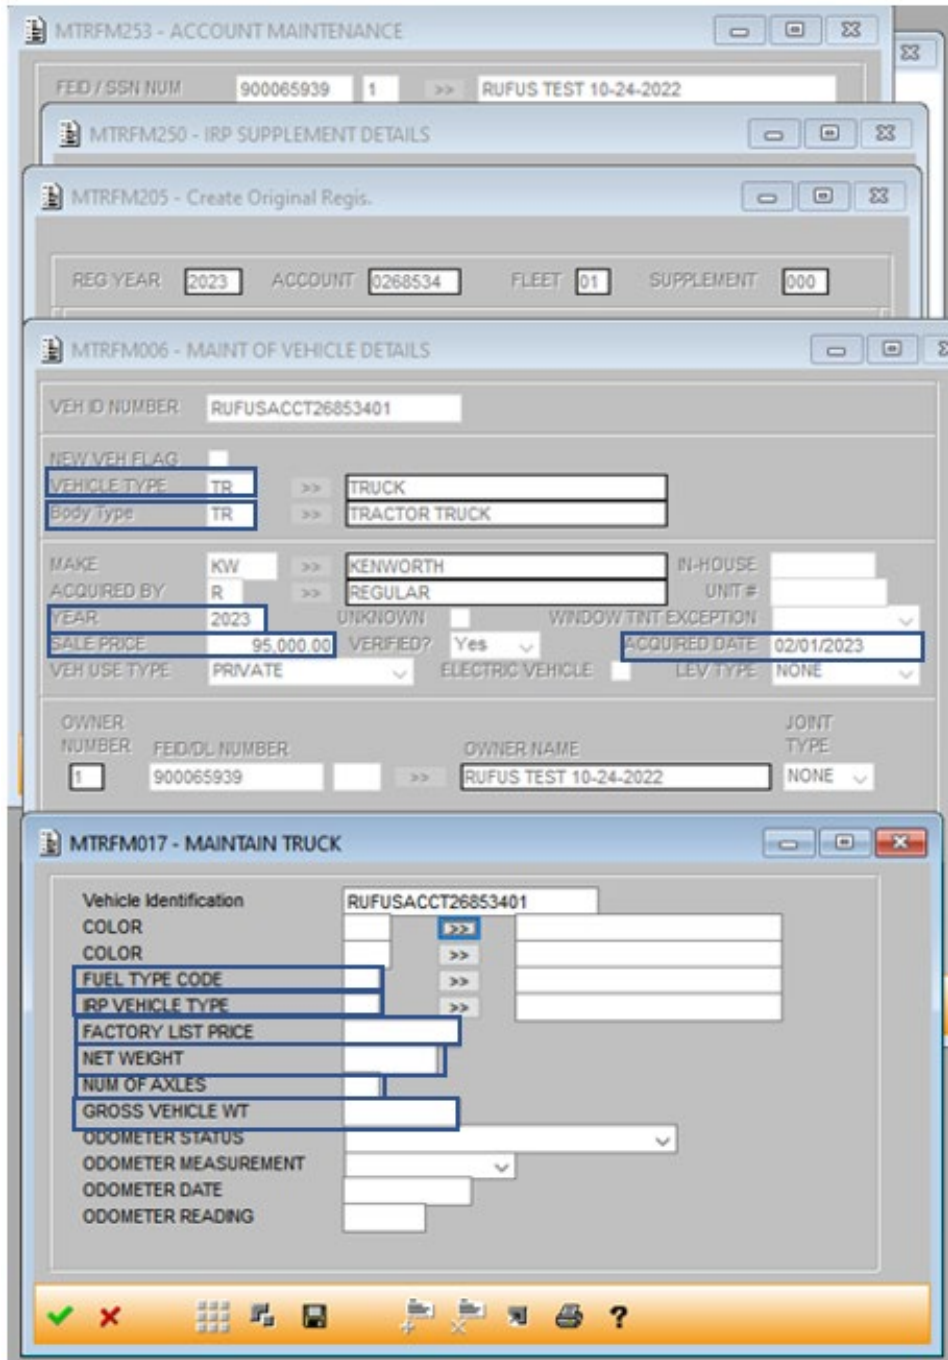 MTRFM253 - ACCOUNT MAINTENANCE
FEID / SSN NUM 900065939 1 >> RUFUS TEST 10-24-2022
MTRFM250 - IRP SUPPLEMENT DETAILS
MTRFM205 - Create Original Regis.
REG YEAR 2023 ACCOUNT 0268534 FLEET 01 SUPPLEMENT 000
MTRFM006 - MAINT OF VEHICLE DETAILS
VEH ID NUMBER RUFUSACCT26853401
NEW VEH FLAG
VEHICLE TYPE TR >> TRUCK
Body Type TR >> TRACTOR TRUCK
MAKE KW >> KENWORTH IN-HOUSE
ACQUIRED BY R >> REGULAR UNIT #
YEAR 2023 UNKNOWN WINDOW TINT EXCEPTION
SALE PRICE 95,000.00 VERIFIED? Yes ACQUIRED DATE 02/01/2023
VEH USE TYPE PRIVATE ELECTRIC VEHICLE LEV TYPE NONE
OWNER JOINT
NUMBER FEID/DL NUMBER OWNER NAME TYPE
1 900065939 >> RUFUS TEST 10-24-2022 NONE
MTRFM017 - MAINTAIN TRUCK
Vehicle Identification RUFUSACCT26853401
COLOR >>
COLOR >>
FUEL TYPE CODE >>
IRP VEHICLE TYPE >>
FACTORY LIST PRICE
NET WEIGHT
NUM OF AXLES
GROSS VEHICLE WT
ODOMETER STATUS
ODOMETER MEASUREMENT
ODOMETER DATE
ODOMETER READING
?